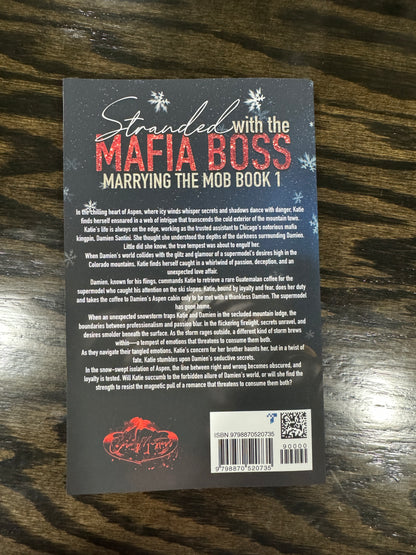 Stranded with the
MAFIA BOSS
MARRYING THE MOB BOOK 1
In the chilling heart of Aspen, where icy winds whisper secrets and shadows dance with danger, Katie
finds herself ensnared in a web of intrigue that transcends the cold exterior of the mountain town.
Katie's life is always on the edge, working as the trusted assistant to Chicago's notorious mafia
kingpin, Damien Santini. She thought she understood the depths of the darkness surrounding Damien.
Little did she know, the true tempest was about to engulf her.
When Damien's world collides with the glitz and glamour of a supermodel's desires high in the
Colorado mountains, Katie finds herself caught in a whirlwind of passion, deception, and an
unexpected love affair.
Damien, known for his flings, commands Katie to retrieve a rare Guatemalan coffee for the
supermodel who caught his attention on the ski slopes. Katie, bound by loyalty and fear, does her duty
and takes the coffee to Damien's Aspen cabin only to be met with a thankless Damien. The supermodel
has gone home.
When an unexpected snowstorm traps Katie and Damien in the secluded mountain lodge, the
boundaries between professionalism and passion blur. In the flickering firelight, secrets unravel, and
desires smolder beneath the surface. As the storm rages outside, a different kind of storm brews
within—a tempest of emotions that threatens to consume them both.
As they navigate their tangled emotions, Katie's concern for her brother haunts her, but in a twist of
fate, Katie stumbles upon Damien's seductive secrets.
In the snow-swept isolation of Aspen, the line between right and wrong becomes obscured, and
loyalty is tested. Will Katie succumb to the forbidden allure of Damien's world, or will she find the
strength to resist the magnetic pull of a romance that threatens to consume them both?
ISBN 9798870520735
90000
9 798870 520735